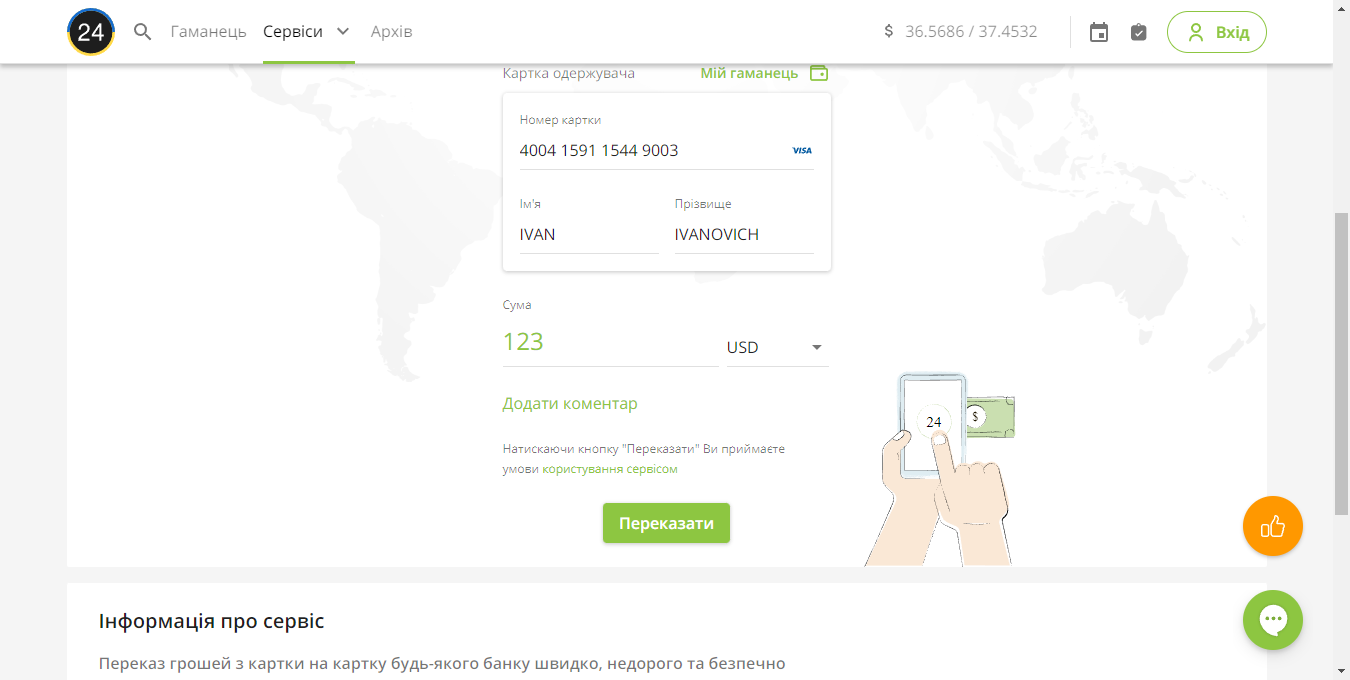 24 Гаманець Сервіси Архів $ 36.5686 / 37.4532 Вхід
Картка одержувача Мій гаманець
Номер картки
4004 1591 1544 9003 VISA
Ім'я Прізвище
IVAN IVANOVICH
Сума
123 USD
Додати коментар
24 $
Натискаючи кнопку "Переказати" Ви приймаєте
умови користування сервісом
Переказати
Інформація про сервіс
Переказ грошей з картки на картку будь-якого банку швидко, недорого та безпечно